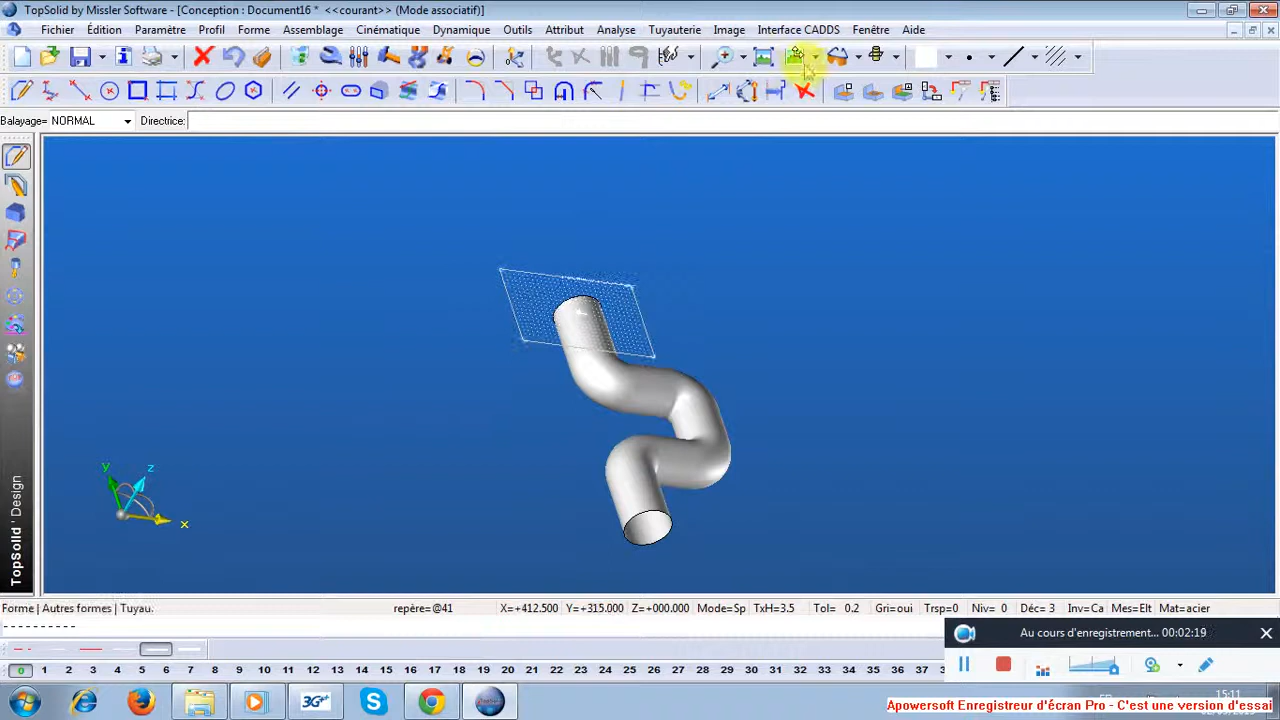 TopSolid by Missler Software - [Conception : Document16 * <<courant>> (Mode associatif)]
Fichier Édition Paramètre Profil Forme Assemblage Cinématique Dynamique Outils Attribut Analyse Tuyauterie Image Interface CADDS Fenêtre Aide
Balayage= NORMAL Directrice:
y
z
x
TopSolid ' Design
Forme | Autres formes | Tuyau. repère=@41 X=+412.500 Y=+315.000 Z=+000.000 Mode=Sp TxH=3.5 Tol= 0.2 Gri=oui Trsp=0 Niv= 0 Déc= 3 Inv=Ca Mes=Elt Mat=acier
----------
Au cours d'enregistrement... 00:02:19
0 1 2 3 4 5 6 7 8 9 10 11 12 13 14 15 16 17 18 19 20 21 22 23 24 25 26 27 28 29 30 31 32 33 34 35 36 37
3G+
15:11
Apowersoft Enregistreur d'écran Pro - C'est une version d'essai